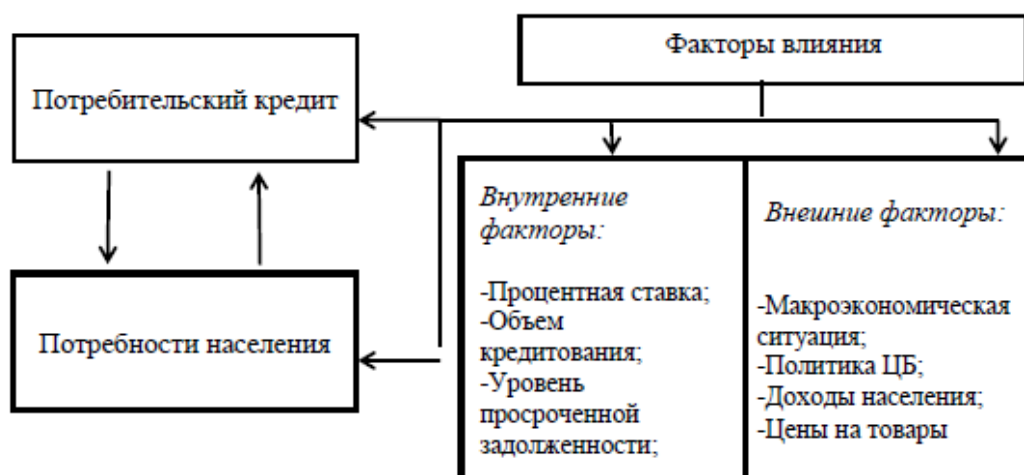 Факторы влияния
Потребительский кредит
Потребности населения
Внутренние
факторы:
-Процентная ставка;
-Объем
кредитования;
-Уровень
просроченной
задолженности;
Внешние факторы:
-Макроэкономическая
ситуация;
-Политика ЦБ;
-Доходы населения;
-Цены на товары